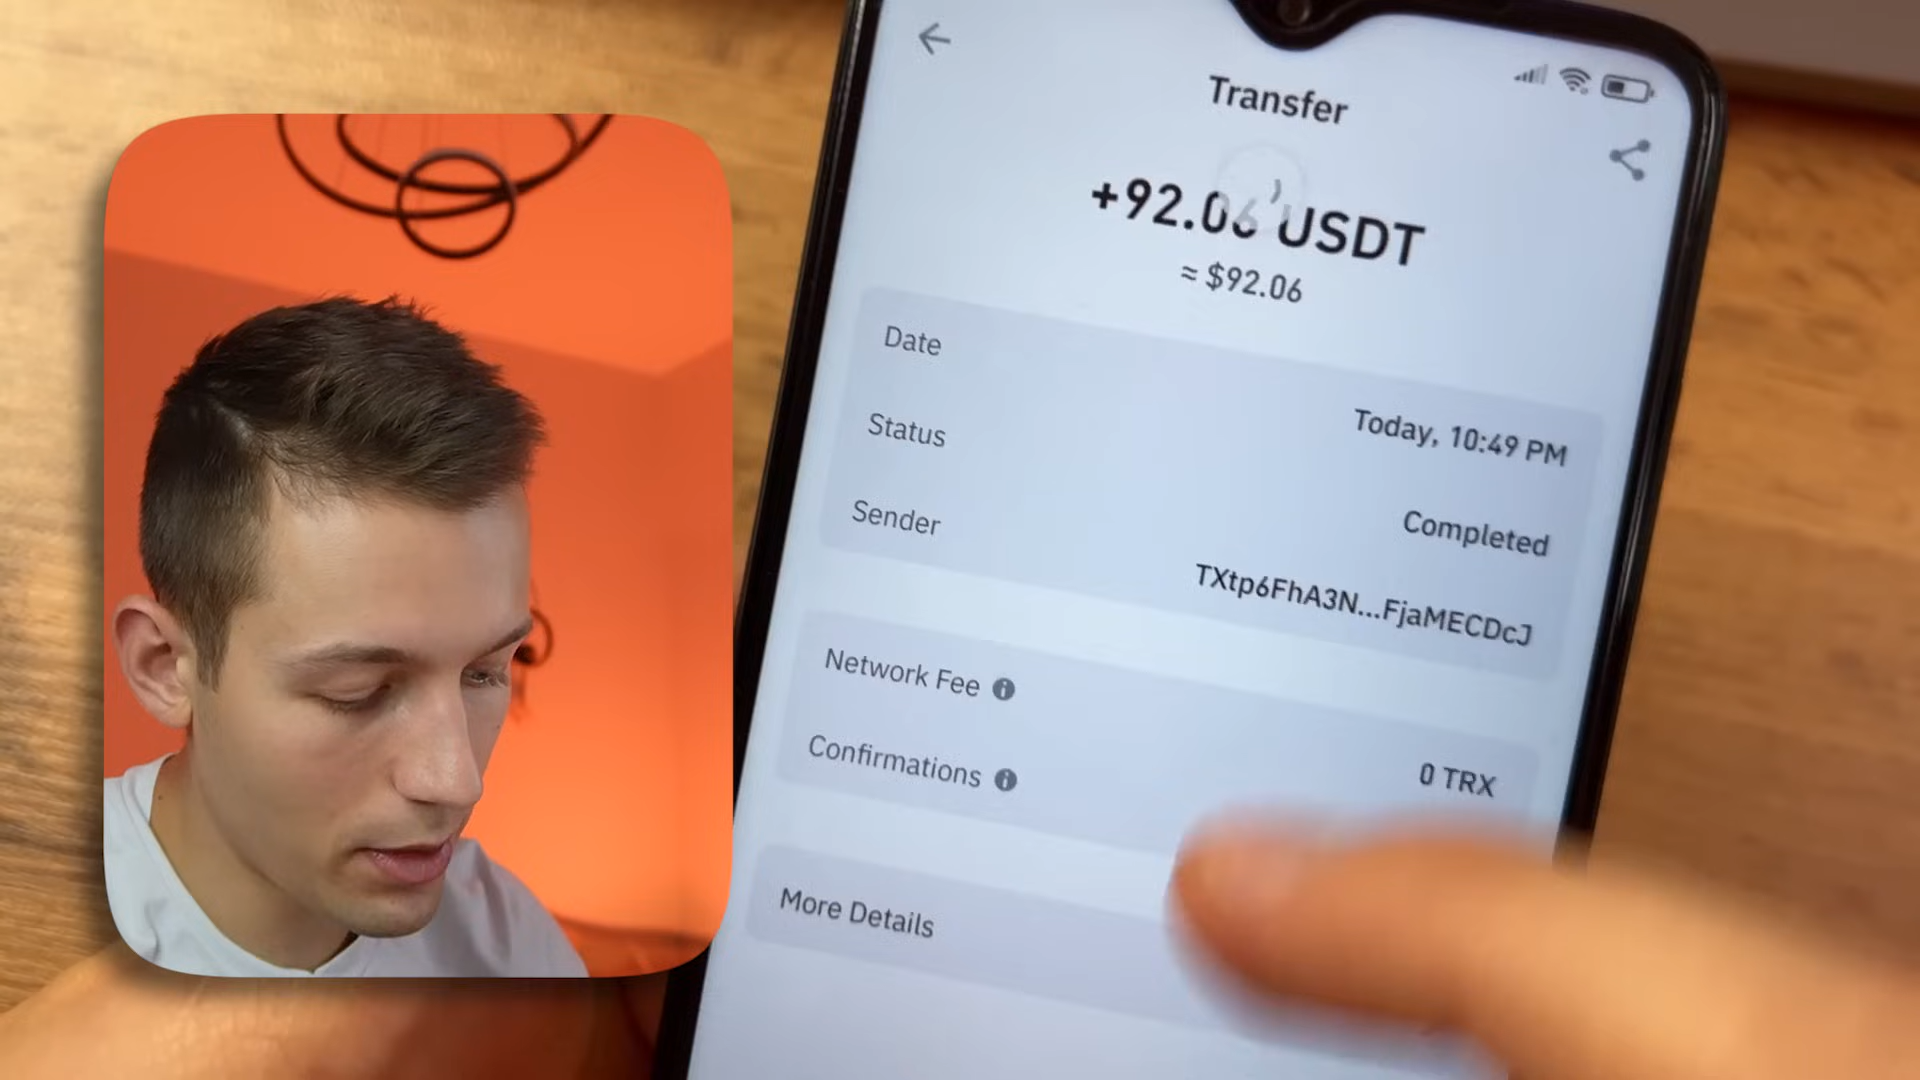 Transfer
+92.06 USDT
≈ $92.06
Date
Today, 10:49 PM
Status
Completed
Sender
TXtp6FhA3N...FjaMECDcJ
Network Fee
0 TRX
Confirmations
More Details